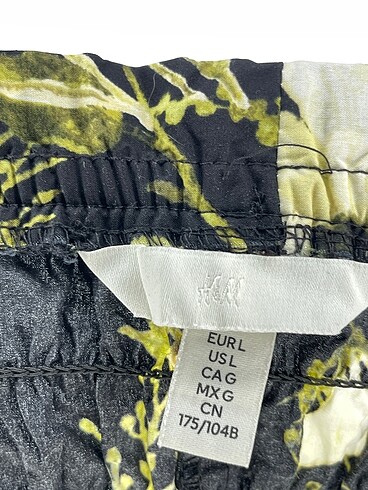 H&M
EUR L
US L
CA G
MX G
CN
175/104B